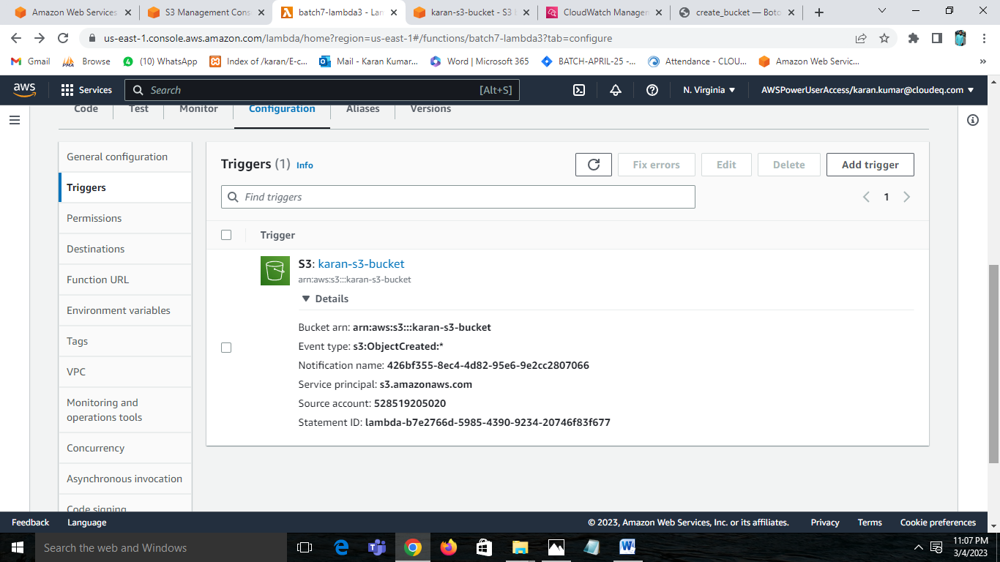 Amazon Web Services
S3 Management Cons
batch7-lambda3 - Lam
karan-s3-bucket - S3 b
CloudWatch Managem
create_bucket — Boto
us-east-1.console.aws.amazon.com/lambda/home?region=us-east-1#/functions/batch7-lambda3?tab=configure
Gmail
Browse
(10) WhatsApp
Index of /karan/E-c...
Mail - Karan Kumar...
Word | Microsoft 365
BATCH-APRIL-25 -...
Attendance - CLOU...
Amazon Web Servic...
»
aws
Services
Search
[Alt+S]
N. Virginia
AWSPowerUserAccess/karan.kumar@cloudeq.com
Code
Test
Monitor
Configuration
Aliases
Versions
General configuration
Triggers
Permissions
Destinations
Function URL
Environment variables
Tags
VPC
Monitoring and
operations tools
Concurrency
Asynchronous invocation
Code signing
Triggers (1) Info
Fix errors
Edit
Delete
Add trigger
Find triggers
1
Trigger
S3: karan-s3-bucket
arn:aws:s3:::karan-s3-bucket
Details
Bucket arn: arn:aws:s3:::karan-s3-bucket
Event type: s3:ObjectCreated:*
Notification name: 426bf355-8ec4-4d82-95e6-9e2cc2807066
Service principal: s3.amazonaws.com
Source account: 528519205020
Statement ID: lambda-b7e2766d-5985-4390-9234-20746f83f677
Feedback
Language
© 2023, Amazon Web Services, Inc. or its affiliates.
Privacy
Terms
Cookie preferences
Search the web and Windows
11:07 PM
3/4/2023